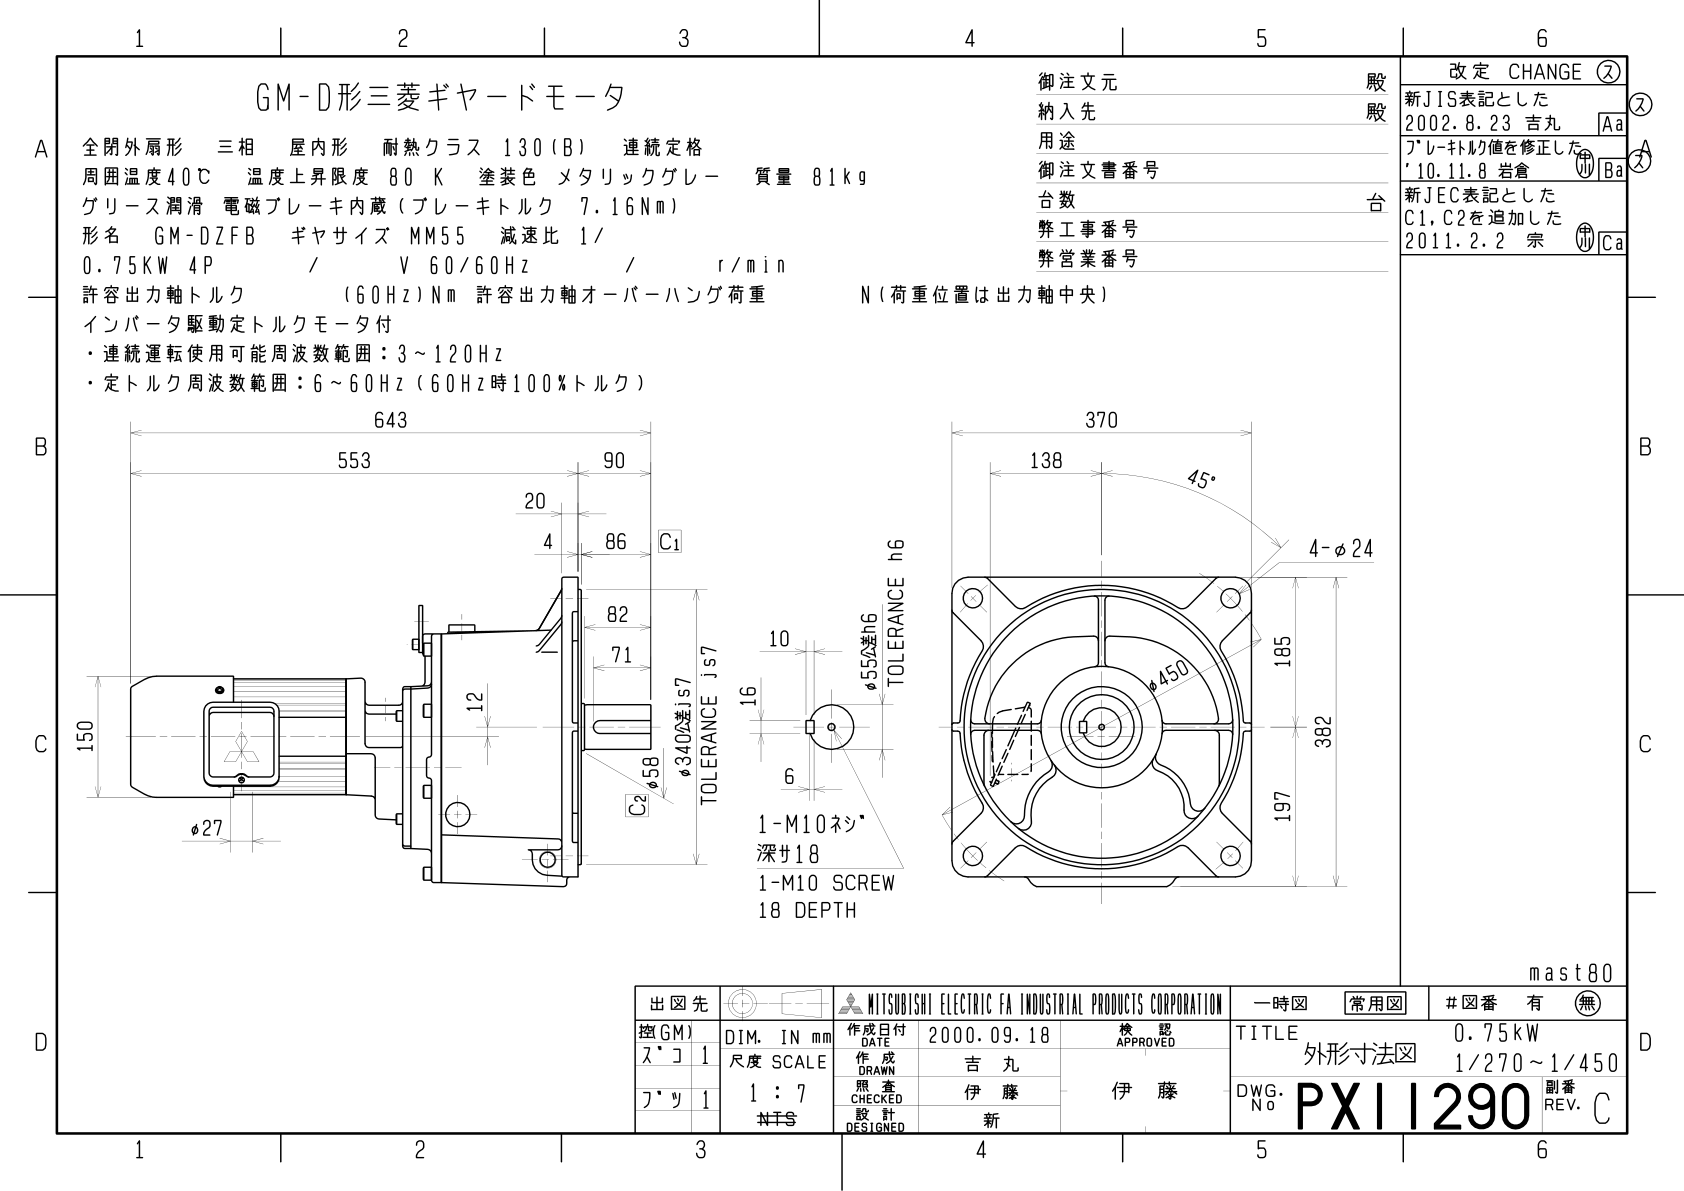 1 2 3 4 5 6
GM-D形三菱ギヤードモータ
全閉外扇形 三相 屋内形 耐熱クラス 130(B) 連続定格
周囲温度40℃ 温度上昇限度 80 K 塗装色 メタリックグレー 質量 81kg
グリース潤滑 電磁ブレーキ内蔵(ブレーキトルク 7.16Nm)
形名 GM-DZFB ギヤサイズ MM55 減速比 1/
0.75KW 4P / V 60/60Hz / r/min
許容出力軸トルク (60Hz)Nm 許容出力軸オーバーハング荷重 N(荷重位置は出力軸中央)
インバータ駆動定トルクモータ付
・連続運転使用可能周波数範囲:3~120Hz
・定トルク周波数範囲:6~60Hz(60Hz時100%トルク)
御注文元 殿
納入先 殿
用途
御注文書番号
台数 台
弊工事番号
弊営業番号
改定 CHANGE ス
新JIS表記とした
2002.8.23 吉丸 Aa
ス
ブレーキトルク値を修正した
'10.11.8 岩倉 中川 Ba
ス
新JEC表記とした
C1,C2を追加した
2011.2.2 宗 中川 Ca
A
A
B
B
C
C
D
D
643
553 90
20
4 86 C1
82
71
12
150
φ27
φ58
C2
φ340公差js7
TOLERANCE js7
10
16
6
φ55公差h6
TOLERANCE h6
1-M10ネジ
深サ18
1-M10 SCREW
18 DEPTH
370
138
45°
4-φ24
φ450
185
382
197
mast80
出図先
控(GM)
スゴ 1
ブツ 1
DIM. IN mm
尺度 SCALE
1 : 7
NTS
MITSUBISHI ELECTRIC FA INDUSTRIAL PRODUCTS CORPORATION
作成日付 DATE 2000.09.18
作成 DRAWN 吉丸
照査 CHECKED 伊藤
設計 DESIGNED 新
検認 APPROVED
伊藤
一時図 常用図 #図番 有 無
TITLE 外形寸法図
0.75kW
1/270~1/450
DWG. No PX11290 副番 REV. C
1 2 3 4 5 6